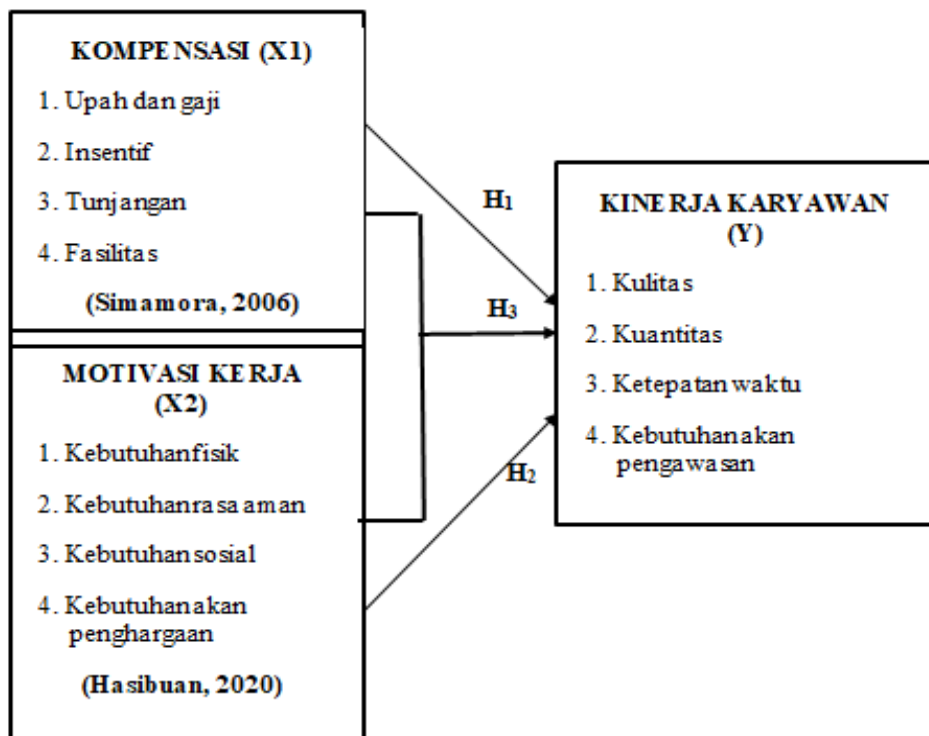 KOMPENSASI (X1)
1. Upah dan gaji
2. Insentif
3. Tunjangan
4. Fasilitas
(Simamora, 2006)
MOTIVASI KERJA
(X2)
1. Kebutuhan fisik
2. Kebutuhan rasa aman
3. Kebutuhan sosial
4. Kebutuhan akan
penghargaan
(Hasibuan, 2020)
H1
H3
H2
KINERJA KARYAWAN
(Y)
1. Kulitas
2. Kuantitas
3. Ketepatan waktu
4. Kebutuhan akan
pengawasan